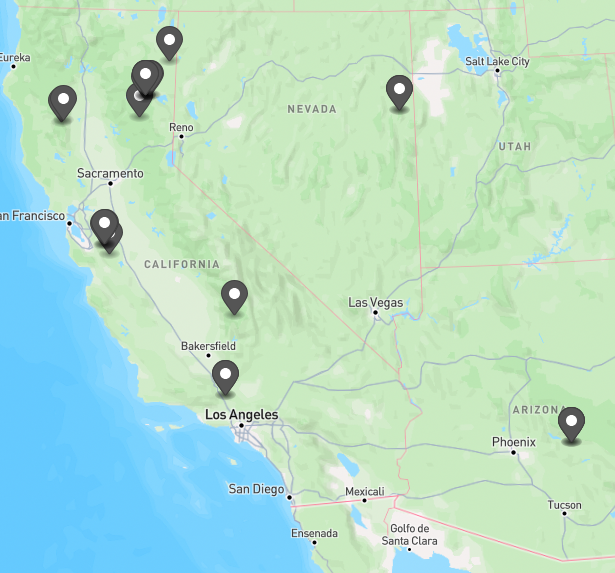 Eureka
Salt Lake City
NEVADA
Reno
UTAH
Sacramento
an Francisco
CALIFORNIA
Las Vegas
Bakersfield
ARIZONA
Los Angeles
Phoenix
San Diego
Mexicali
Tucson
Ensenada
Golfo de
Santa Clara